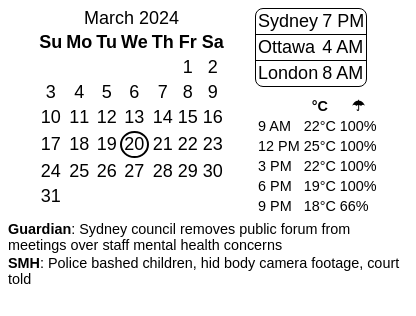 March 2024
Su Mo Tu We Th Fr Sa
1 2
3 4 5 6 7 8 9
10 11 12 13 14 15 16
17 18 19 20 21 22 23
24 25 26 27 28 29 30
31
Sydney 7 PM
Ottawa 4 AM
London 8 AM
°C ☂
9 AM 22°C 100%
12 PM 25°C 100%
3 PM 22°C 100%
6 PM 19°C 100%
9 PM 18°C 66%
Guardian: Sydney council removes public forum from
meetings over staff mental health concerns
SMH: Police bashed children, hid body camera footage, court
told